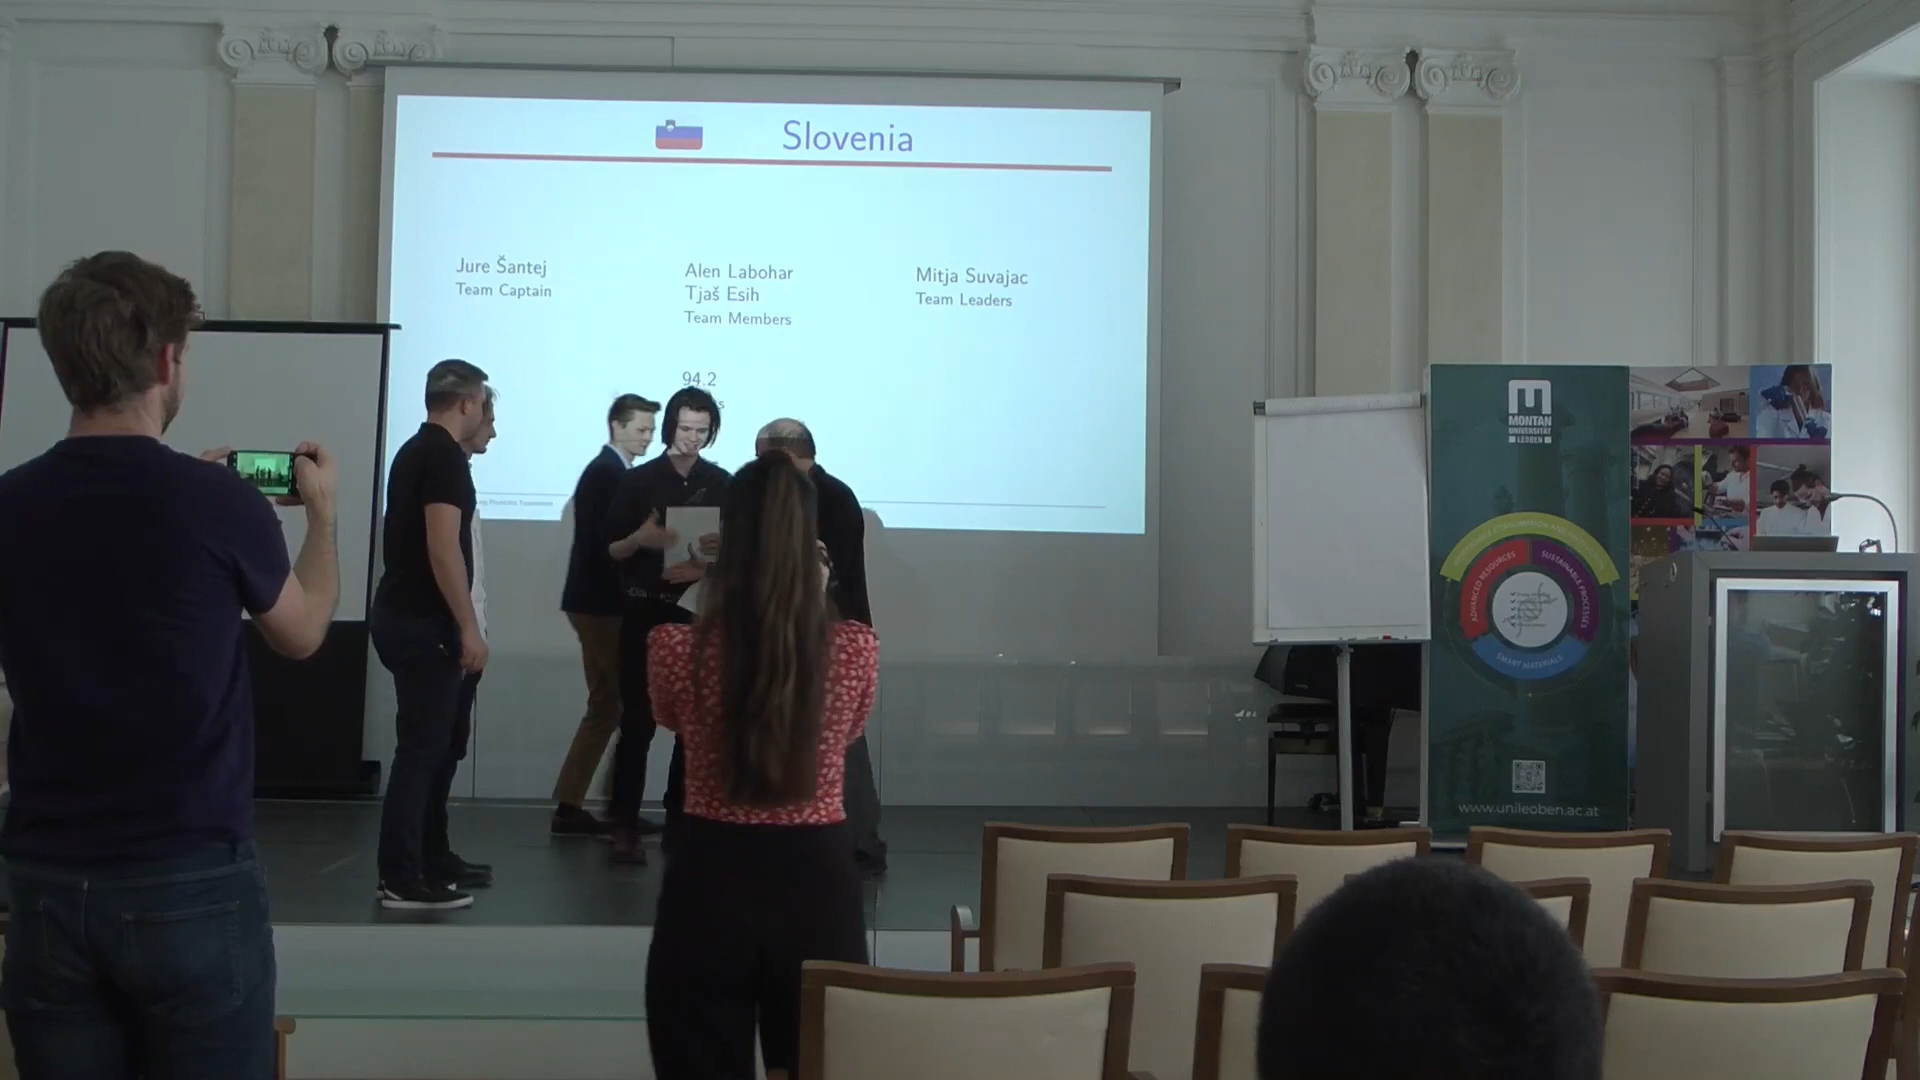 Slovenia
Jure Šantej
Team Captain
Alen Labohar
Tjaš Esih
Team Members
Mitja Suvajac
Team Leaders
94.2
MONTAN
UNIVERSITÄT
LEOBEN
ADVANCED RESOURCES
SUSTAINABLE PROCESSES
SMART MATERIALS
www.unileoben.ac.at